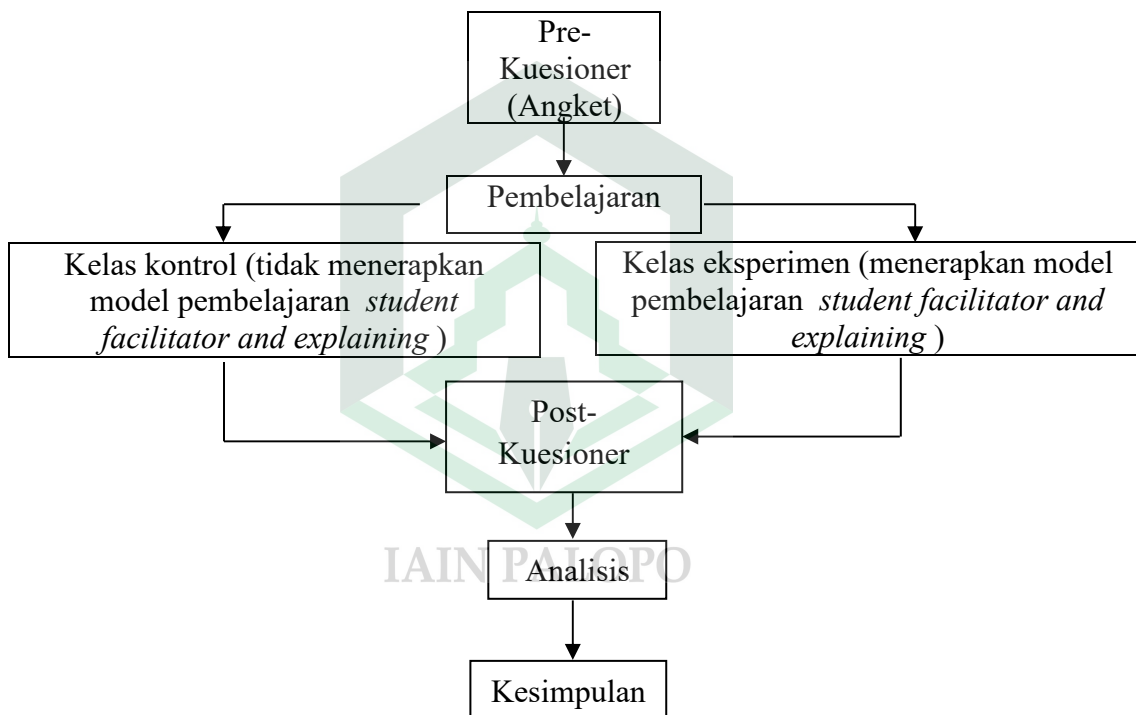 Pre-
Kuesioner
(Angket)
Pembelajaran
Kelas kontrol (tidak menerapkan
model pembelajaran student
facilitator and explaining )
Kelas eksperimen (menerapkan model
pembelajaran student facilitator and
explaining )
Post-
Kuesioner
IAIN PALOPO
Analisis
Kesimpulan